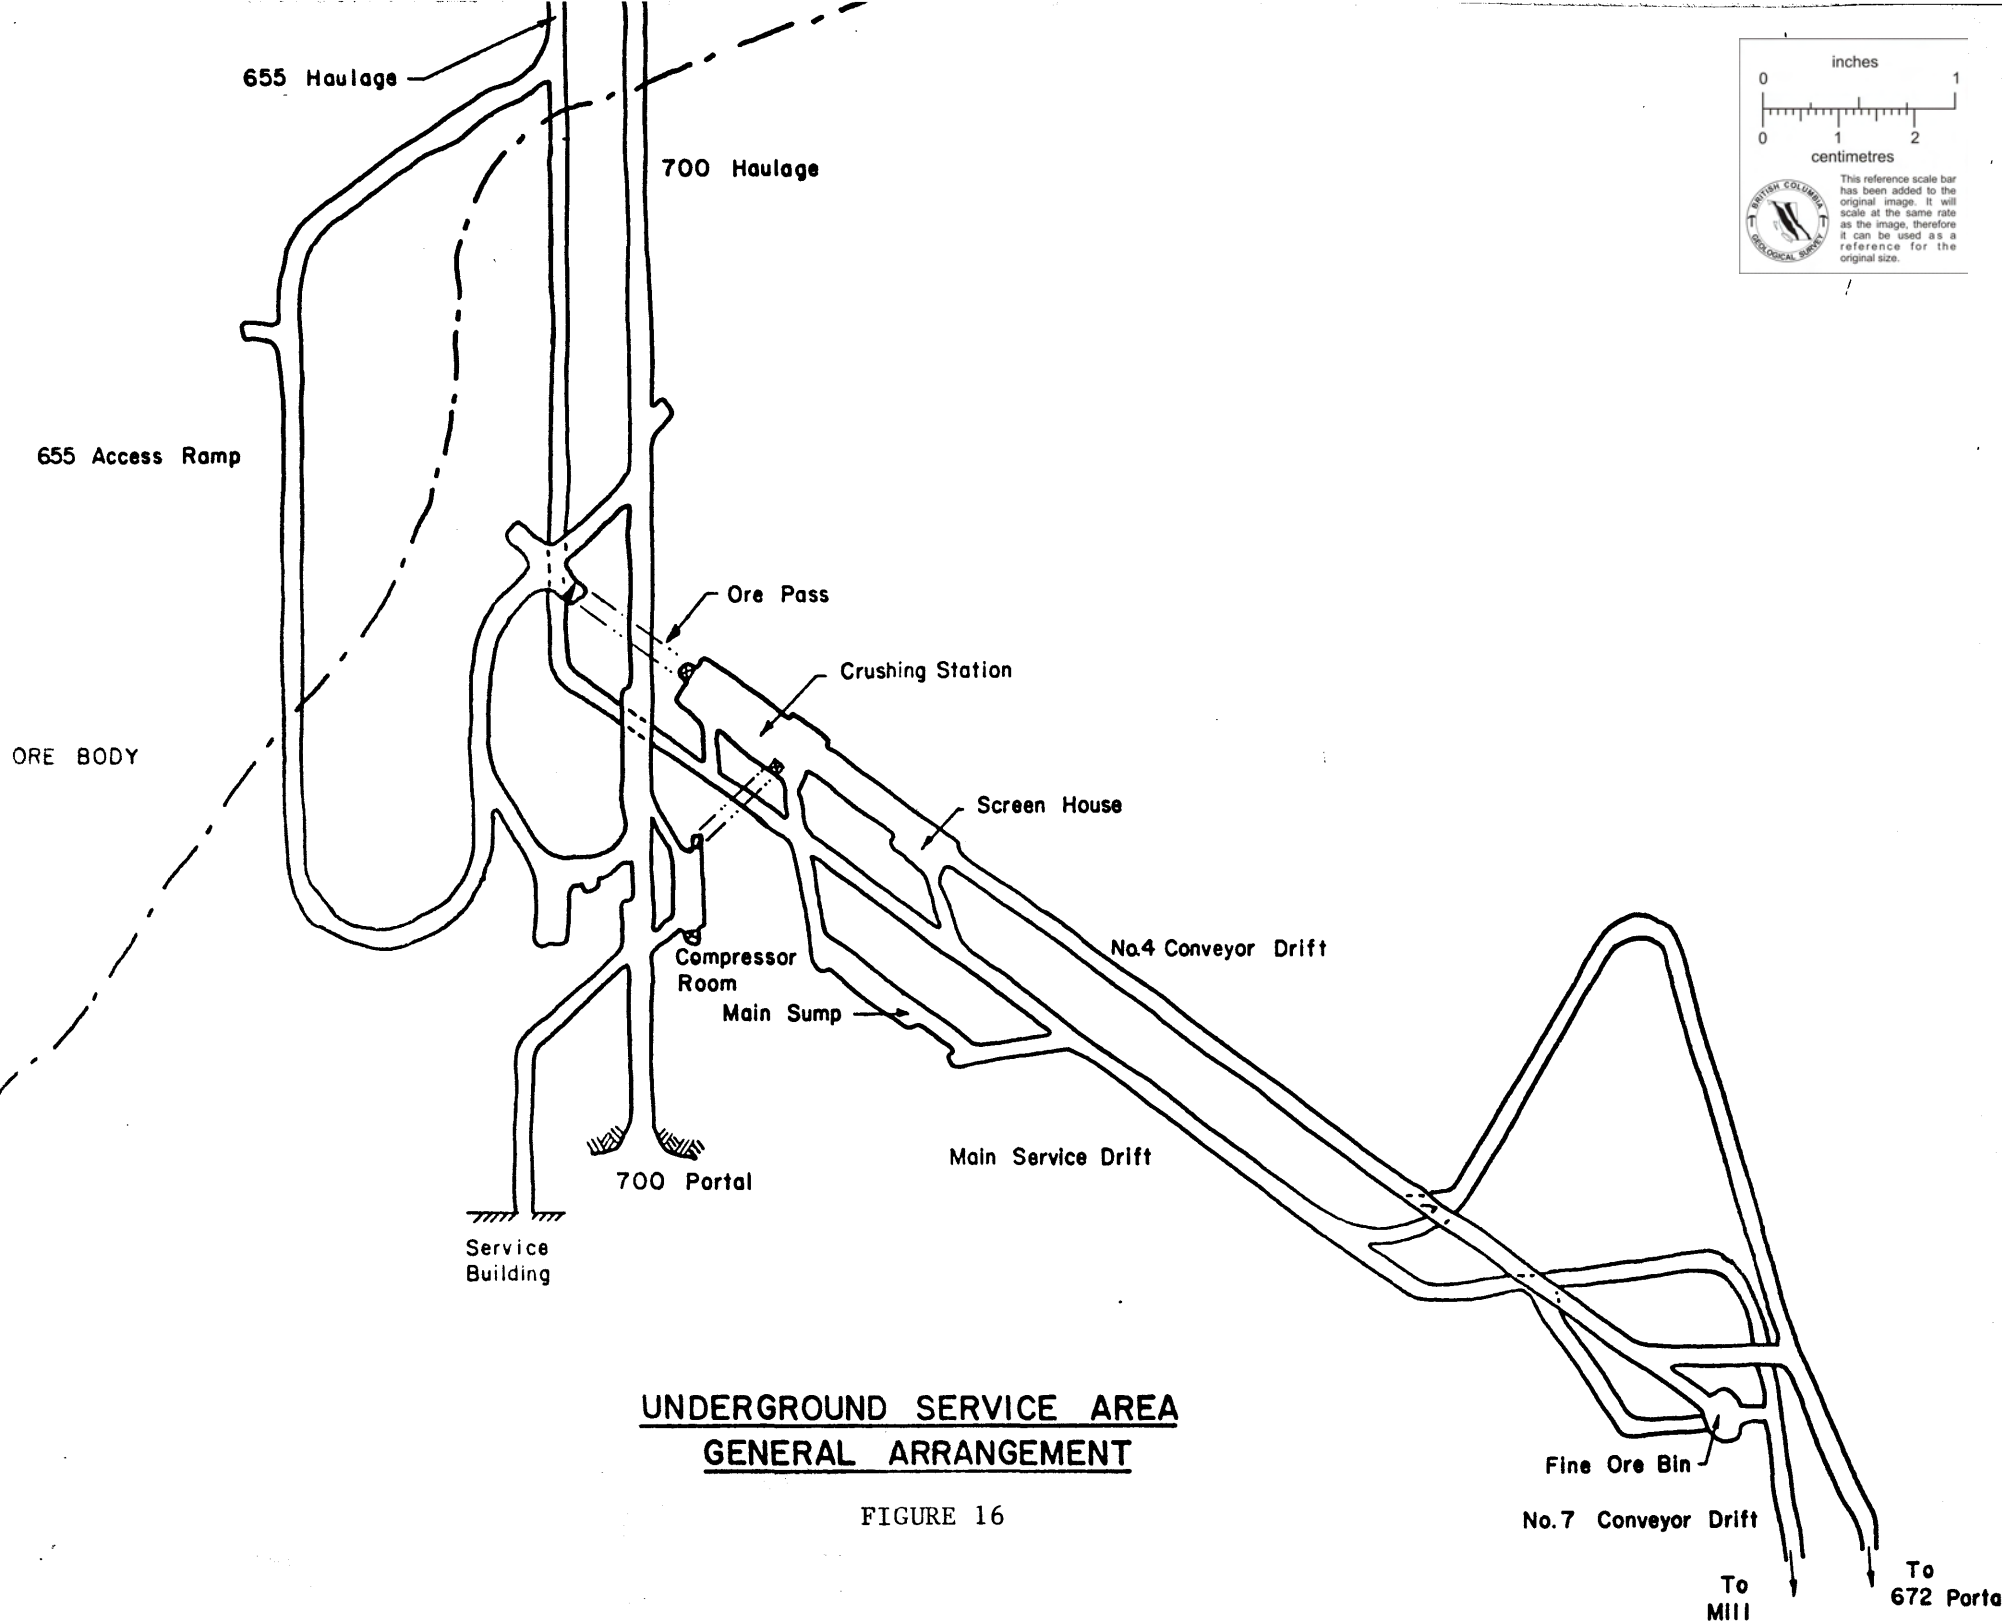 655 Haulage
inches
0 1
0 1 2
centimetres
BRITISH COLUMBIA
GEOLOGICAL SURVEY
This reference scale bar
has been added to the
original image. It will
scale at the same rate
as the image, therefore
it can be used as a
reference for the
original size.
700 Haulage
655 Access Ramp
Ore Pass
Crushing Station
ORE BODY
Screen House
No.4 Conveyor Drift
Compressor
Room
Main Sump
Main Service Drift
700 Portal
Service
Building
UNDERGROUND SERVICE AREA
GENERAL ARRANGEMENT
FIGURE 16
Fine Ore Bin
No.7 Conveyor Drift
To
Mill
To
672 Porta